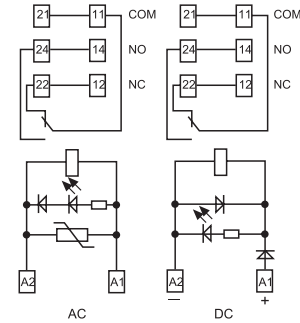 21 11 COM 21 11 COM
24 14 NO 24 14 NO
22 12 NC 22 12 NC
A2 A1 A2 A1
— +
AC DC